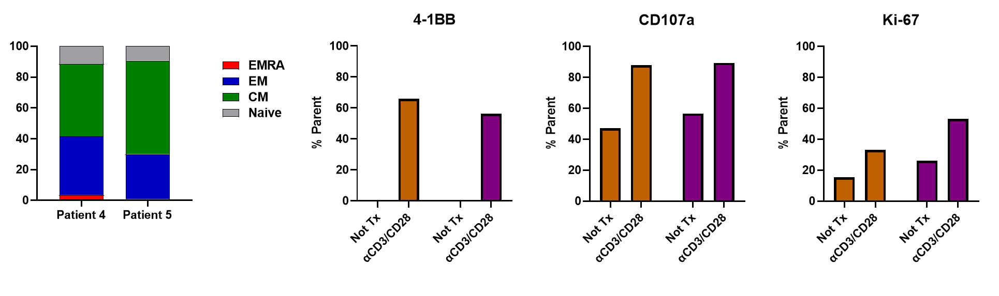 4-1BB
CD107a
Ki-67
100
80
60
40
20
0
Patient 4
Patient 5
EMRA
EM
CM
Naive
% Parent
100
80
60
40
20
0
Not Tx
αCD3/CD28
Not Tx
αCD3/CD28
% Parent
100
80
60
40
20
0
Not Tx
αCD3/CD28
Not Tx
αCD3/CD28
% Parent
100
80
60
40
20
0
Not Tx
αCD3/CD28
Not Tx
αCD3/CD28